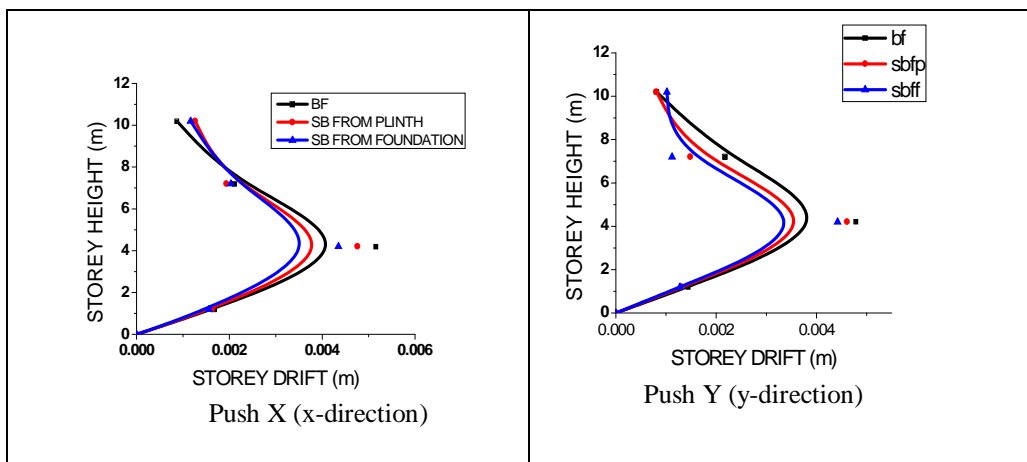 12
10
8
6
4
2
0
STOREY HEIGHT (m)
BF
SB FROM PLINTH
SB FROM FOUNDATION
0.000 0.002 0.004 0.006
STOREY DRIFT (m)
Push X (x-direction)
bf
sbfp
sbff
12
10
8
6
4
2
0
STOREY HEIGHT (m)
0.000 0.002 0.004
STOREY DRIFT (m)
Push Y (y-direction)